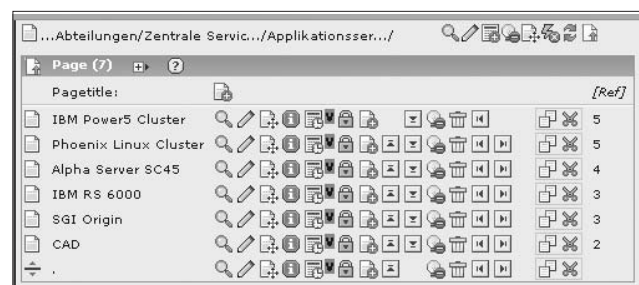 ...Abteilungen/Zentrale Servic.../Applikationsser.../
Page (7)
Pagetitle: [Ref]
IBM Power5 Cluster 5
Phoenix Linux Cluster 5
Alpha Server SC45 4
IBM RS 6000 3
SGI Origin 3
CAD 2
.